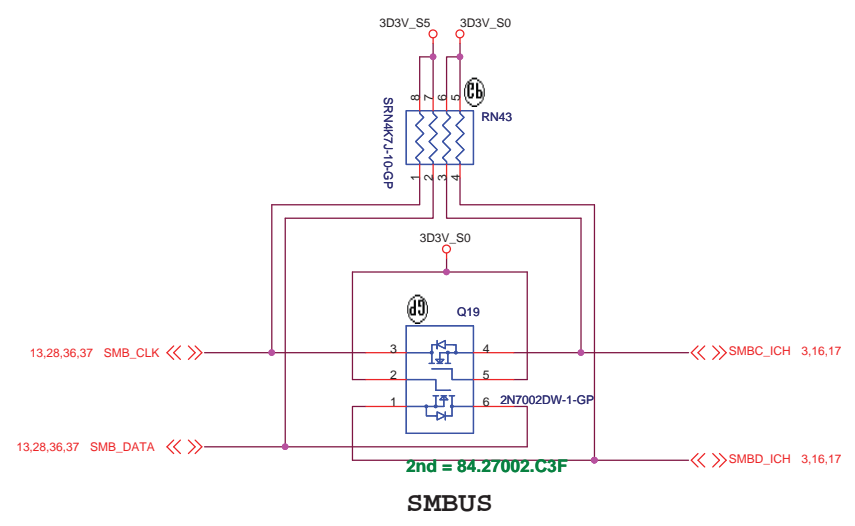 3D3V_S5 3D3V_S0
8 7 6 5
RN43
SRN4K7J-10-GP
1 2 3 4
3D3V_S0
Q19
13,28,36,37 SMB_CLK
3 4
SMBC_ICH 3,16,17
2 5
1 6
2N7002DW-1-GP
13,28,36,37 SMB_DATA
SMBD_ICH 3,16,17
2nd = 84.27002.C3F
SMBUS